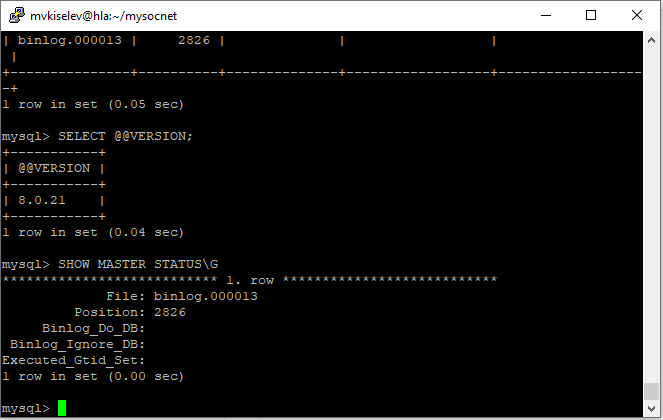 mvkiselev@hla:~/mysocnet
| binlog.000013 |     2826 |              |                  |
 |
+---------------+----------+--------------+------------------+------------------
-+
1 row in set (0.05 sec)
mysql> SELECT @@VERSION;
+-----------+
| @@VERSION |
+-----------+
| 8.0.21    |
+-----------+
1 row in set (0.04 sec)
mysql> SHOW MASTER STATUS\G
*************************** 1. row ***************************
             File: binlog.000013
         Position: 2826
     Binlog_Do_DB:
 Binlog_Ignore_DB:
Executed_Gtid_Set:
1 row in set (0.00 sec)
mysql>